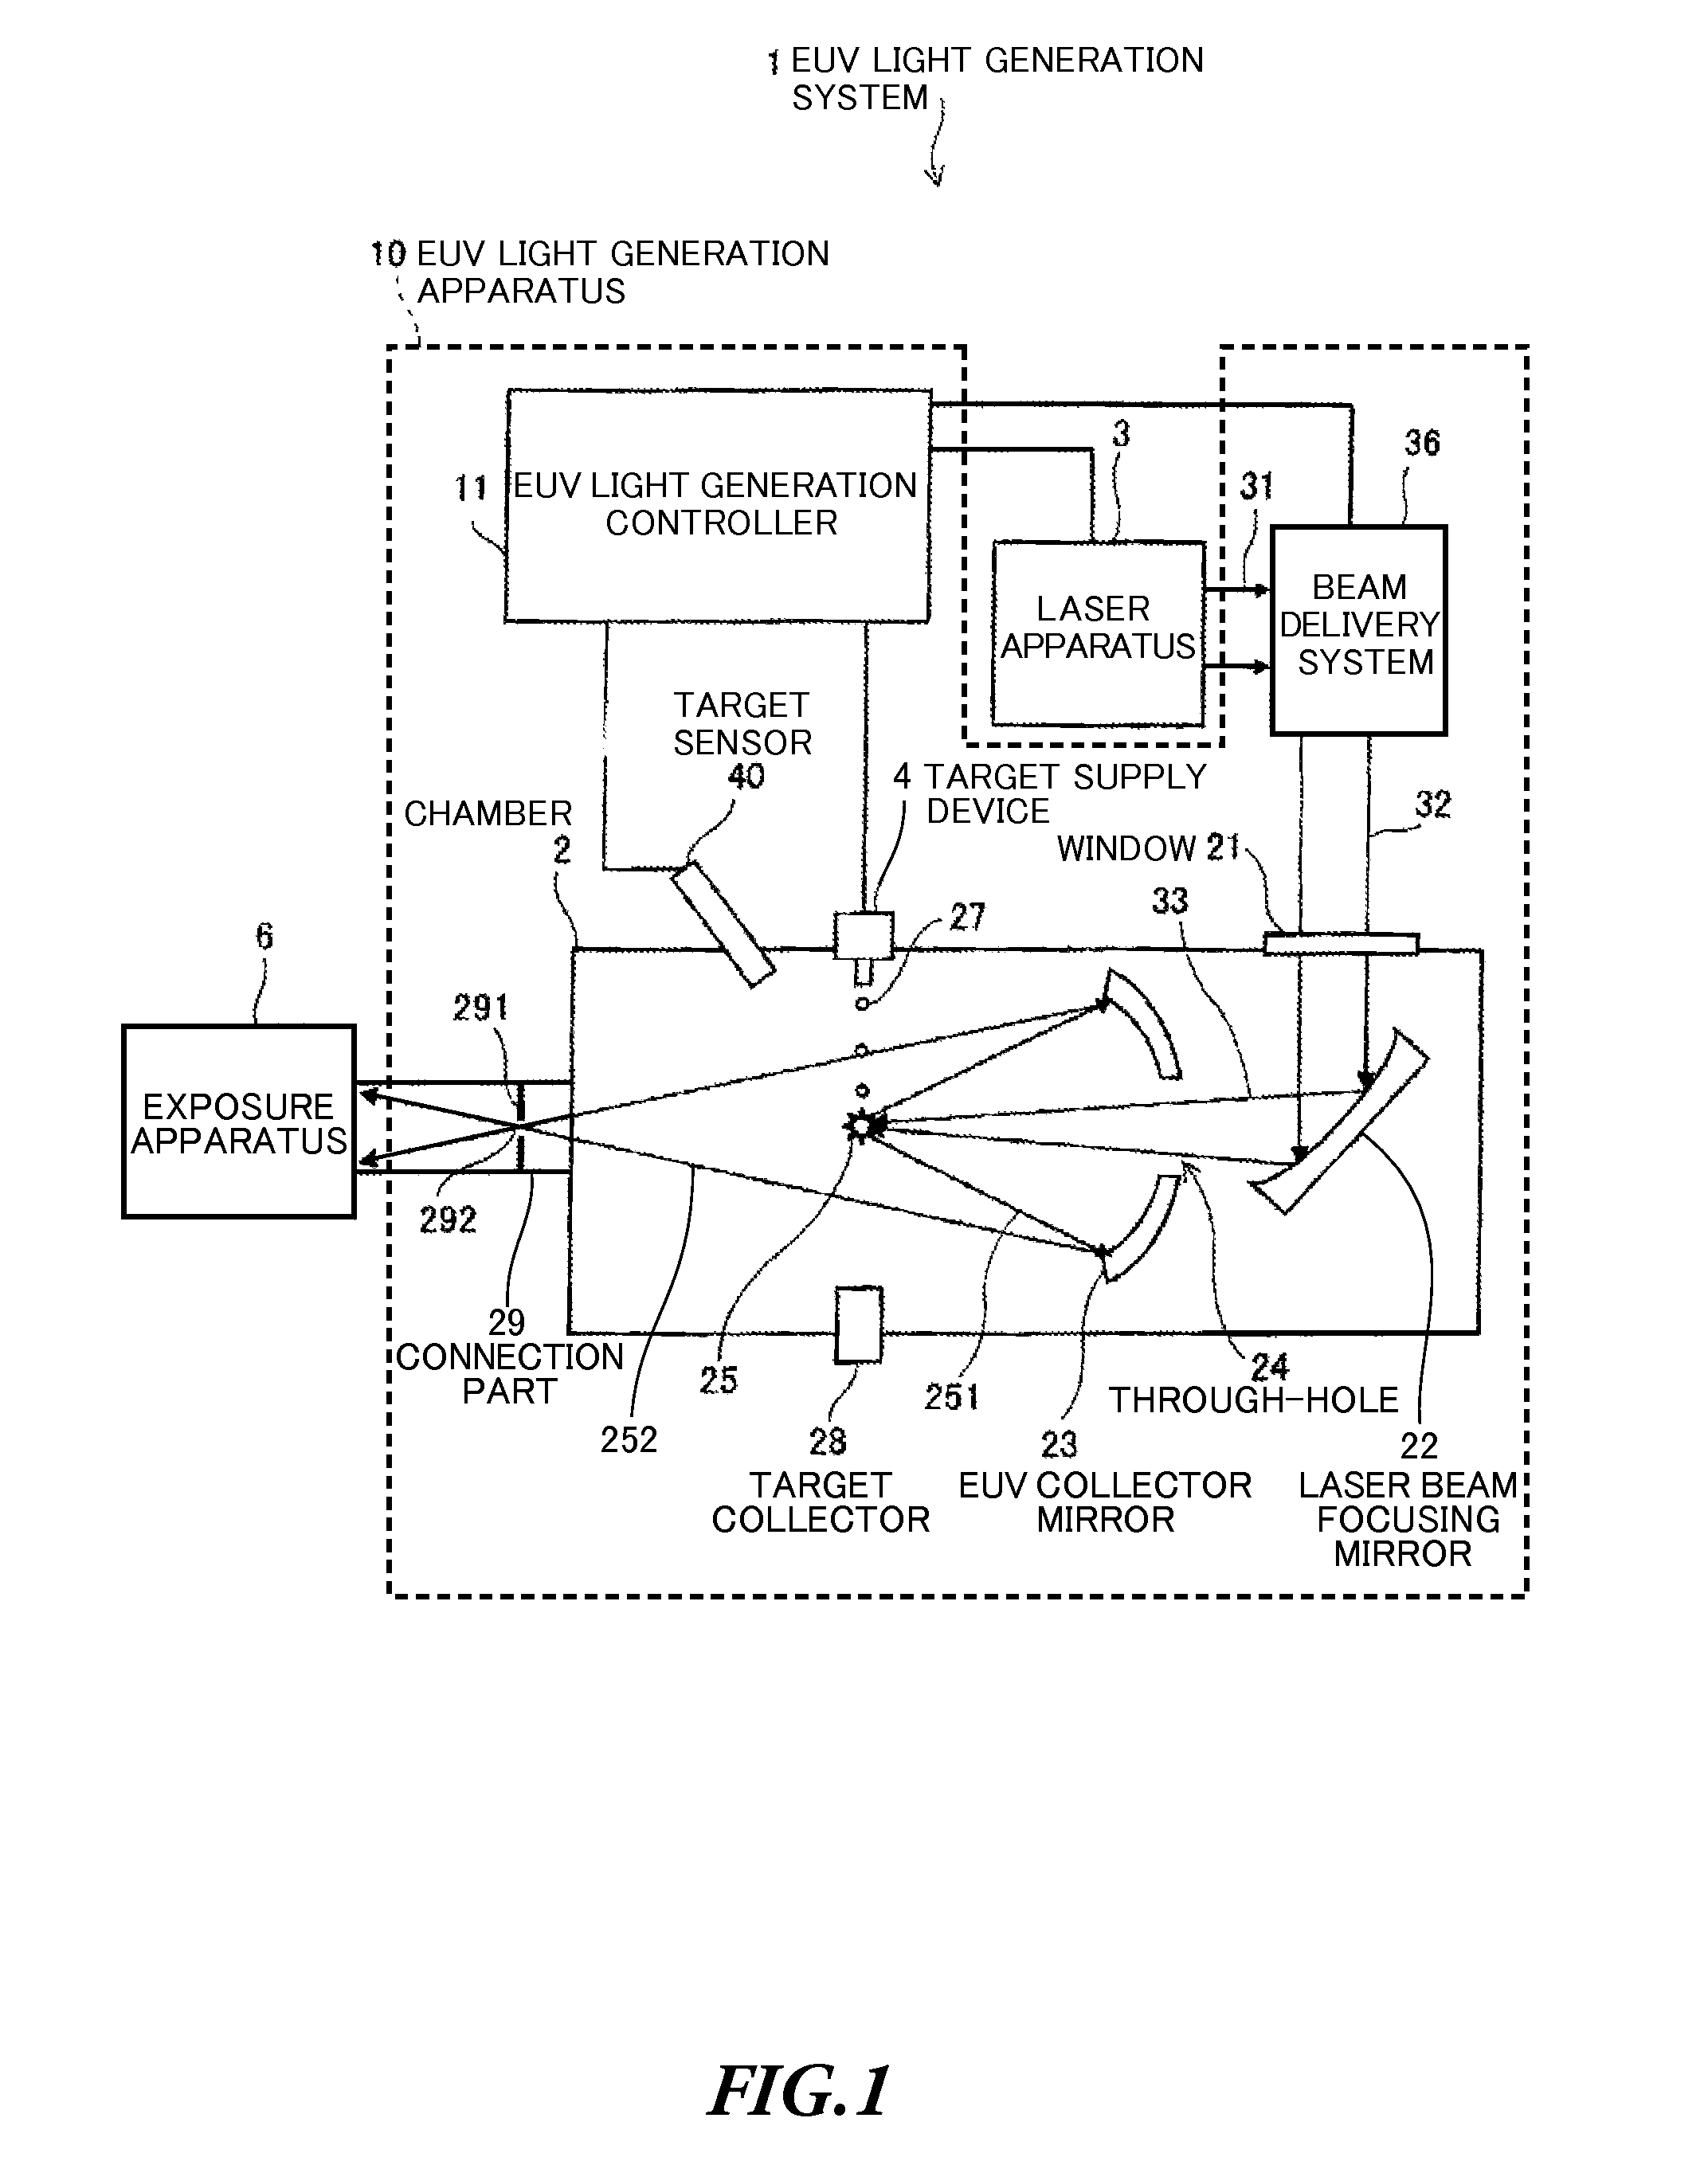 1 EUV LIGHT GENERATION
SYSTEM
10 EUV LIGHT GENERATION
APPARATUS
3
36
11
EUV LIGHT GENERATION
CONTROLLER
31
LASER
APPARATUS
BEAM
DELIVERY
SYSTEM
TARGET
SENSOR
40
4 TARGET SUPPLY
DEVICE
32
CHAMBER
2
WINDOW 21
33
27
6
291
EXPOSURE
APPARATUS
292
29
CONNECTION
PART
252
25
251
24
THROUGH-HOLE
28
TARGET
COLLECTOR
23
EUV COLLECTOR
MIRROR
22
LASER BEAM
FOCUSING
MIRROR
FIG.1